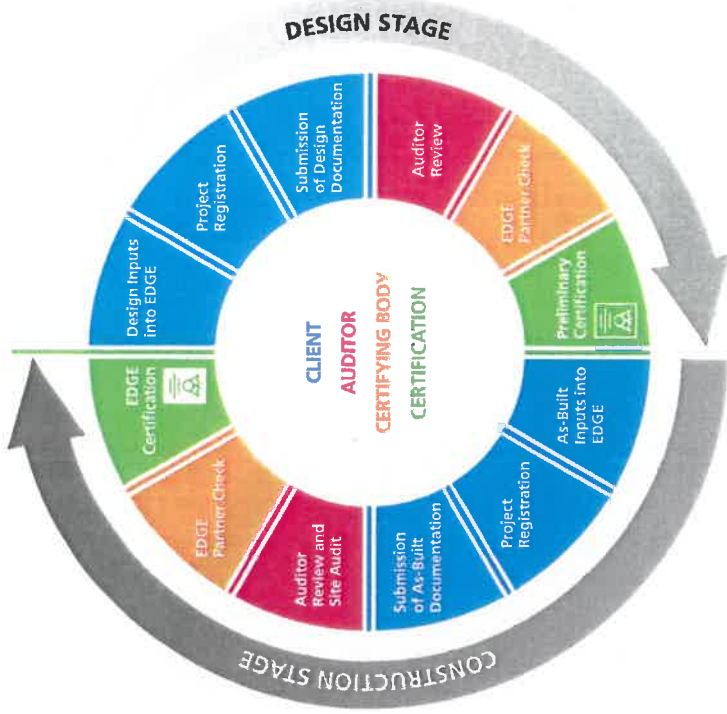 DESIGN STAGE
Design Inputs
into EDGE
Project
Registration
Submission
of Design
Documentation
Auditor
Review
EDGE
Partner Check
Preliminary
Certification
As-Built
Inputs into
EDGE
Project
Registration
Submission
of As-Built
Documentation
Auditor
Review and
Site Audit
EDGE
Partner Check
EDGE
Certification
CONSTRUCTION STAGE
CLIENT
AUDITOR
CERTIFYING BODY
CERTIFICATION